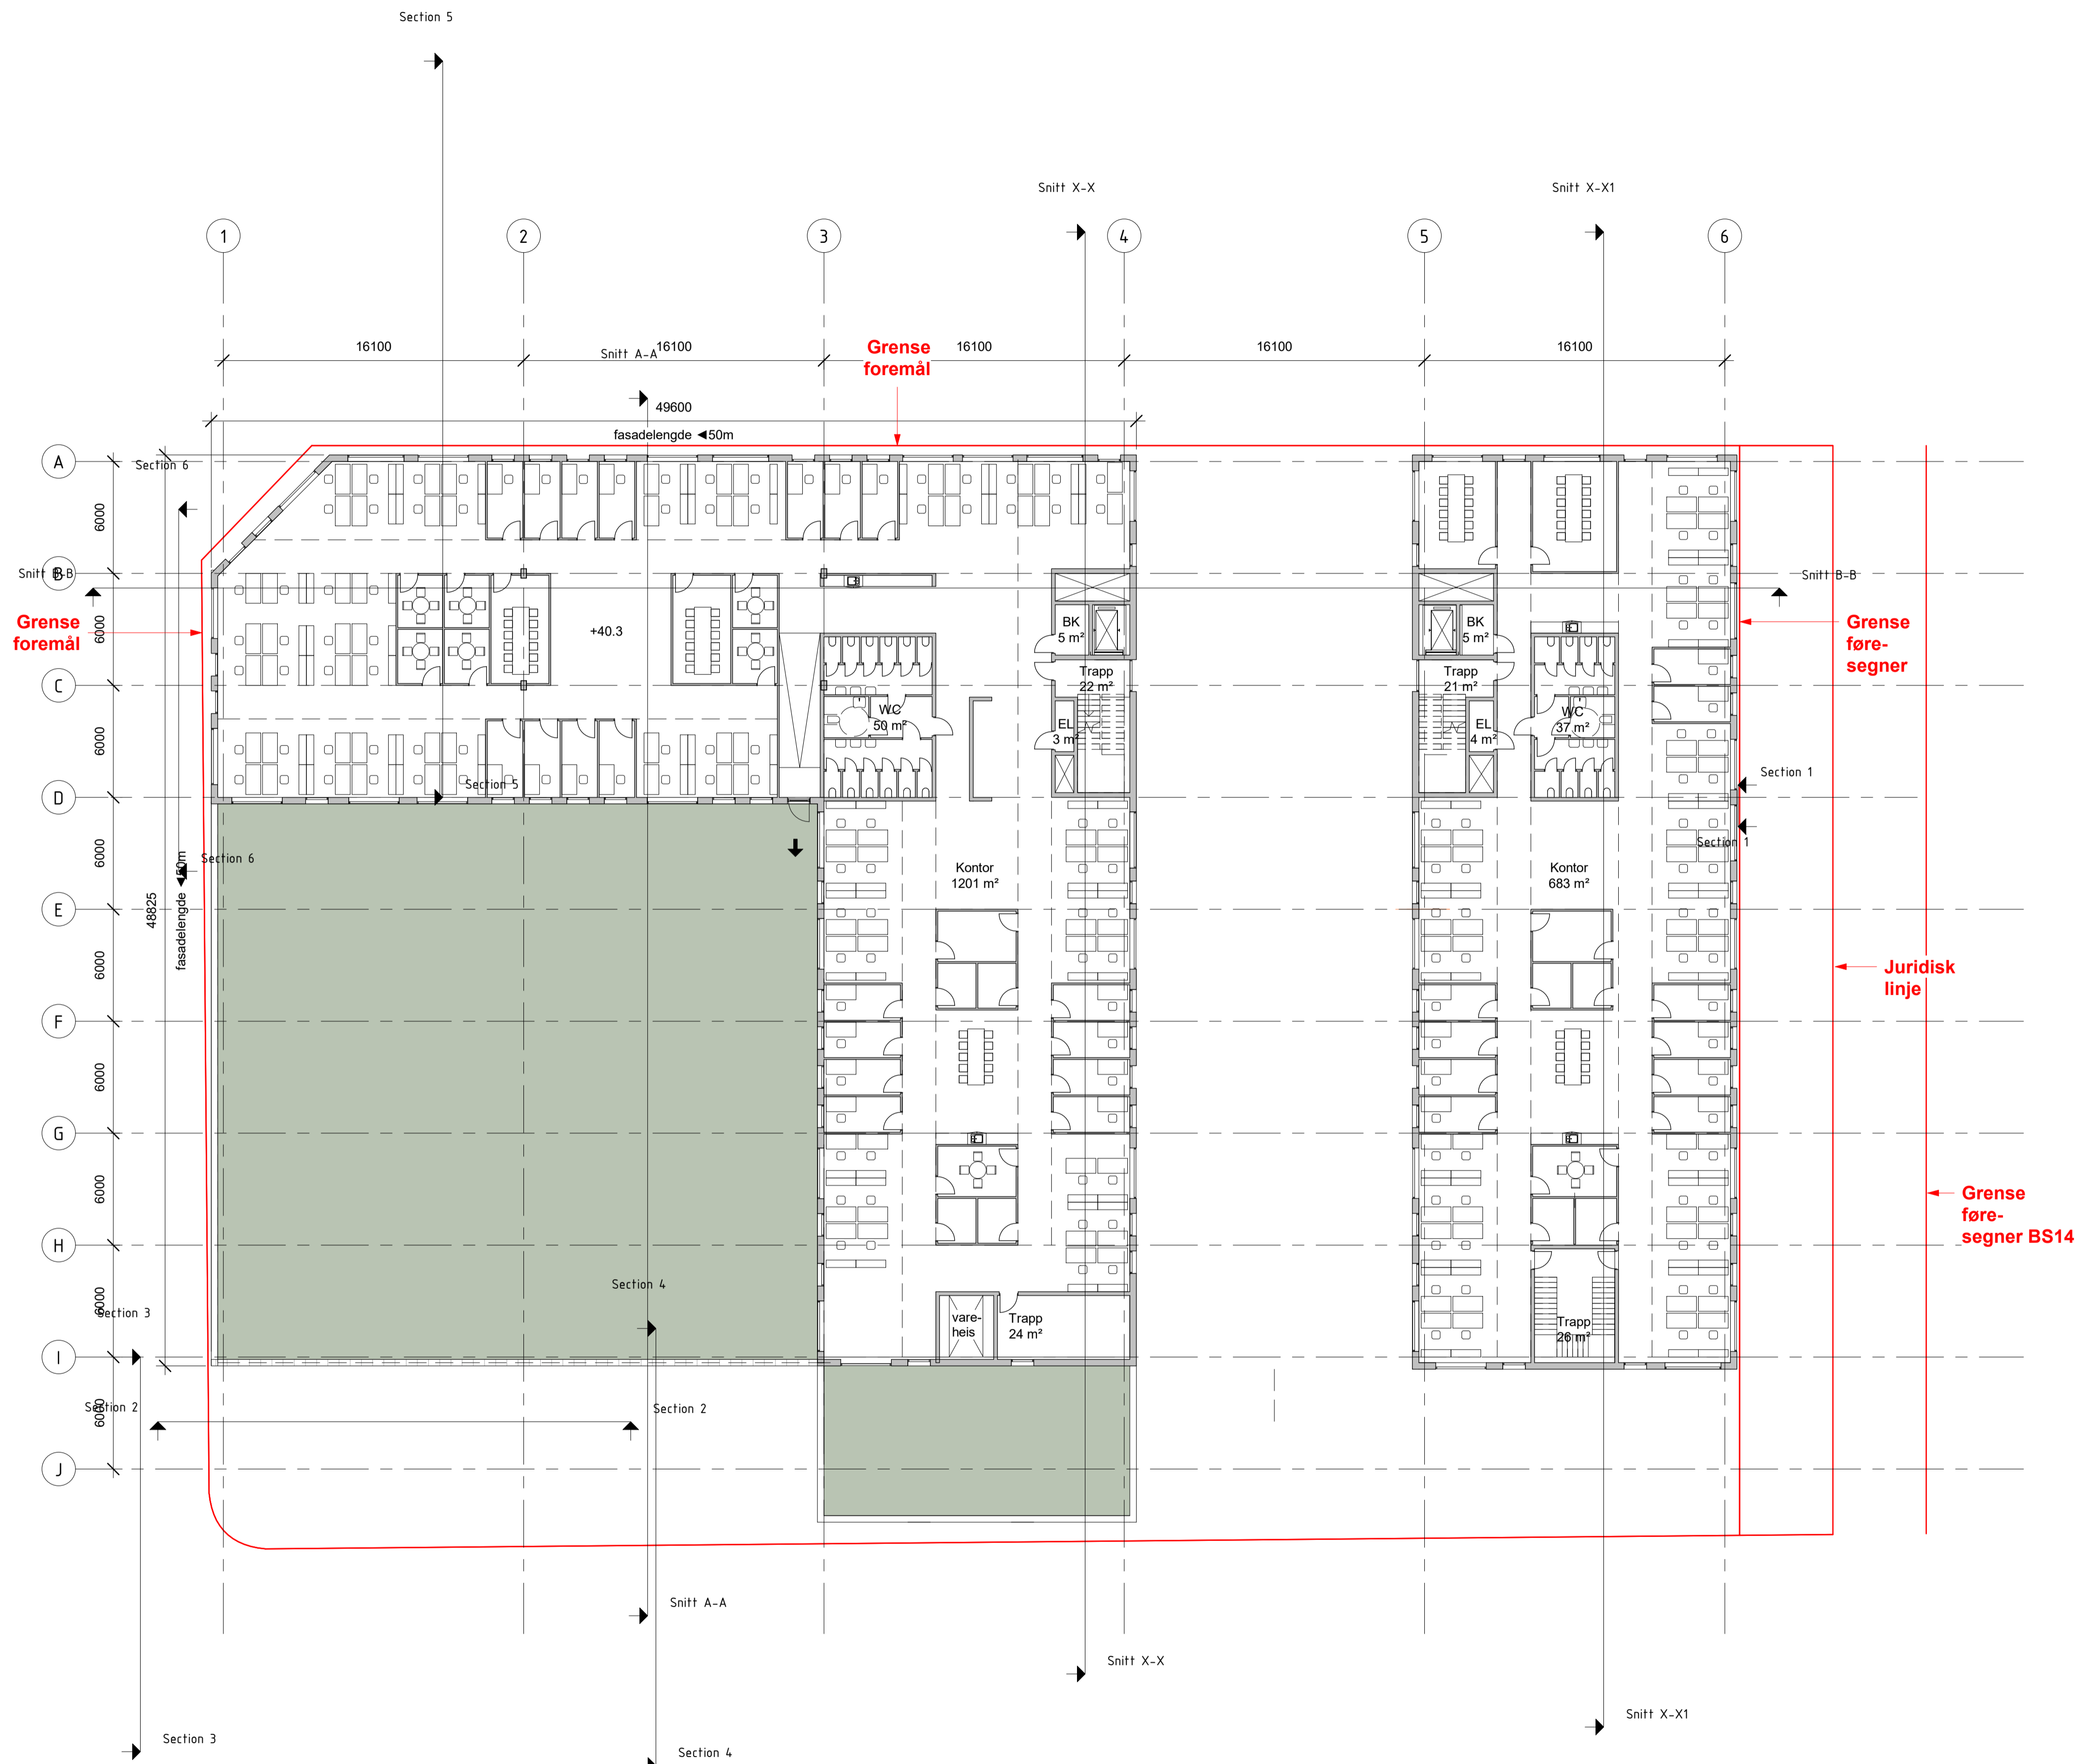 Section 5
Snitt X-X
Snitt X-X1
1
2
3
4
5
6
16100
16100
16100
16100
16100
Snitt A-A
Grense
foremål
49600
fasadelengde ◄50m
A
B
C
D
E
F
G
H
I
J
6000
6000
6000
6000
6000
6000
6000
6000
6000
48825
fasadelengde ◄50m
Section 6
Snitt B-B
Snitt B-B
Grense
foremål
+40.3
BK
5 m²
Trapp
22 m²
WC
50 m²
EL
3 m²
BK
5 m²
Trapp
21 m²
EL
4 m²
WC
37 m²
Grense
føre-
segner
Section 5
Section 1
Section 1
Section 6
Kontor
1201 m²
Kontor
683 m²
Juridisk
linje
Grense
føre-
segner BS14
Section 4
Section 3
vare-
heis
Trapp
24 m²
Trapp
26 m²
Section 2
Section 2
Snitt A-A
Snitt X-X
Snitt X-X1
Section 3
Section 4